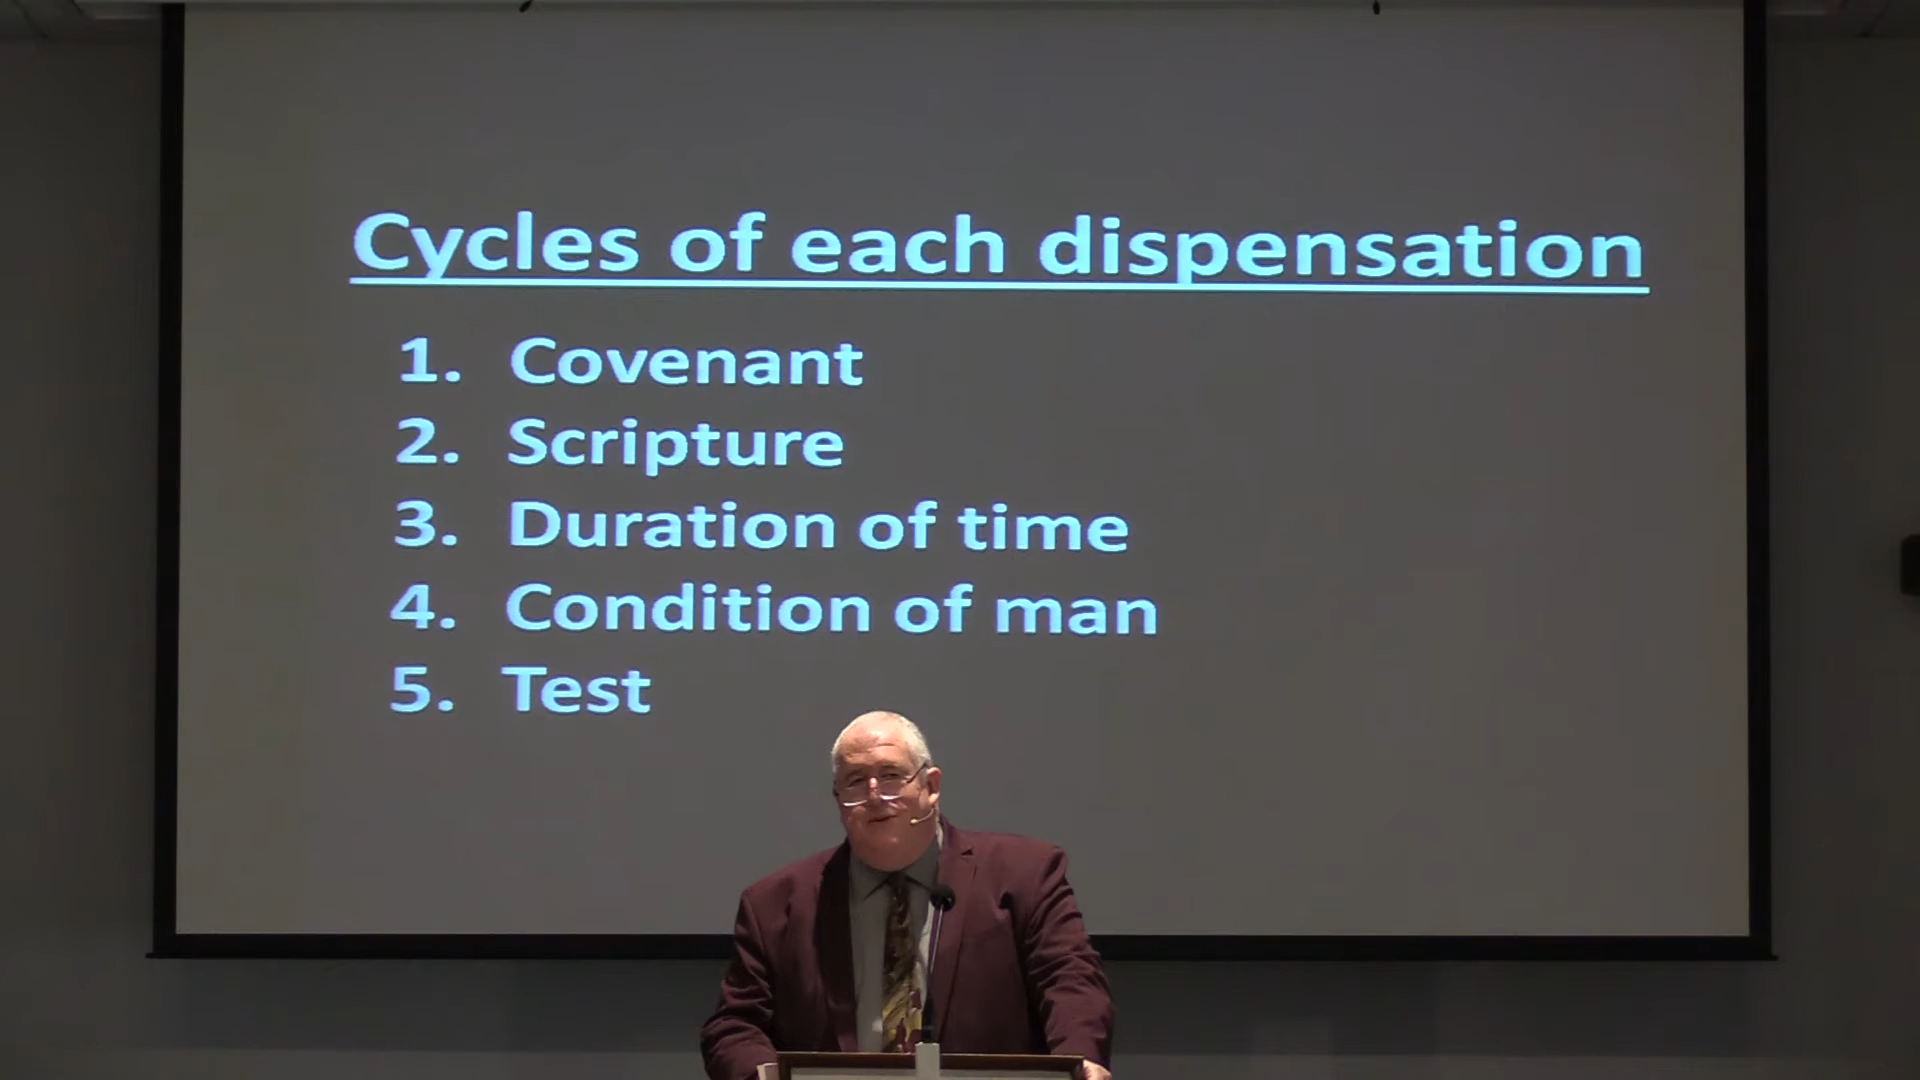 Cycles of each dispensation
1. Covenant
2. Scripture
3. Duration of time
4. Condition of man
5. Test